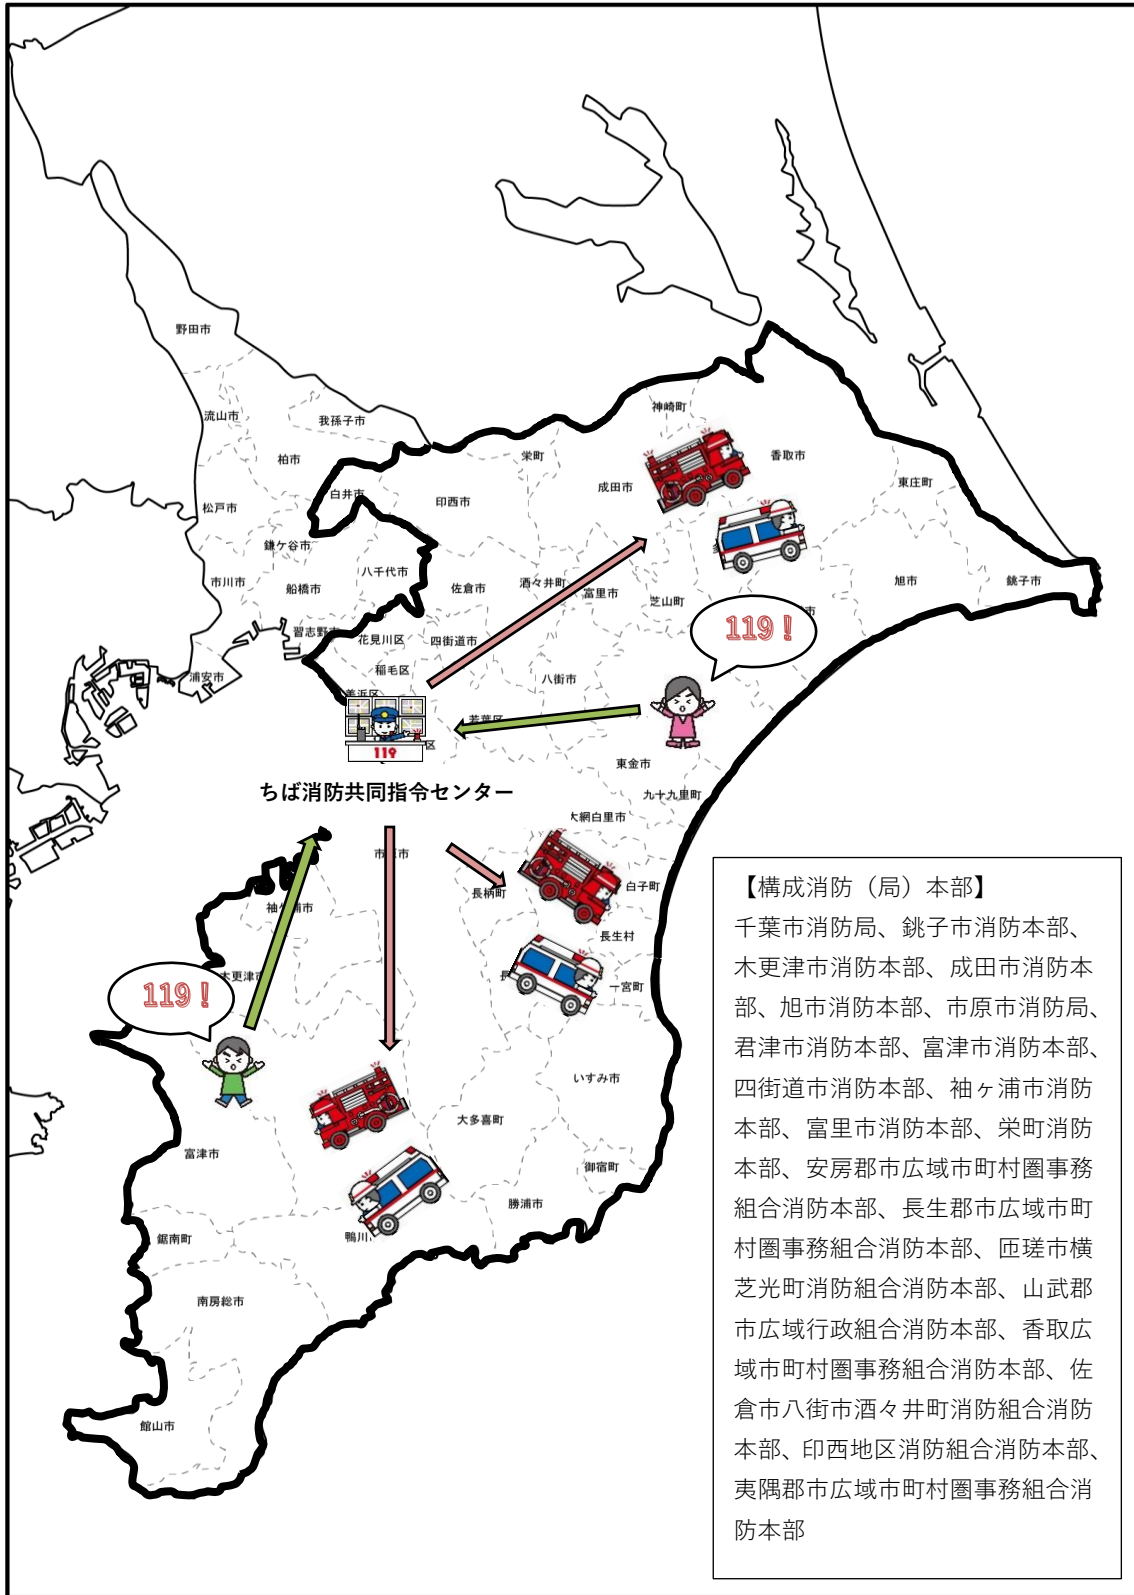 野田市
流山市
我孫子市
柏市
神崎町
香取市
栄町
成田市
東庄町
白井市
印西市
松戸市
鎌ケ谷市
八千代市
市川市
船橋市
佐倉市
酒々井町
富里市
芝山町
旭市
銚子市
習志野市
花見川区
四街道市
119！
稲毛区
浦安市
八街市
美浜区
若葉区
119
区
東金市
ちば消防共同指令センター
九十九里町
大網白里市
市原市
長柄町
白子町
袖ケ浦市
長生村
木更津市
一宮町
119！
いすみ市
大多喜町
富津市
御宿町
勝浦市
鋸南町
鴨川
南房総市
館山市
【構成消防（局）本部】
千葉市消防局、銚子市消防本部、
木更津市消防本部、成田市消防本
部、旭市消防本部、市原市消防局、
君津市消防本部、富津市消防本部、
四街道市消防本部、袖ヶ浦市消防
本部、富里市消防本部、栄町消防
本部、安房郡市広域市町村圏事務
組合消防本部、長生郡市広域市町
村圏事務組合消防本部、匝瑳市横
芝光町消防組合消防本部、山武郡
市広域行政組合消防本部、香取広
域市町村圏事務組合消防本部、佐
倉市八街市酒々井町消防組合消防
本部、印西地区消防組合消防本部、
夷隅郡市広域市町村圏事務組合消
防本部